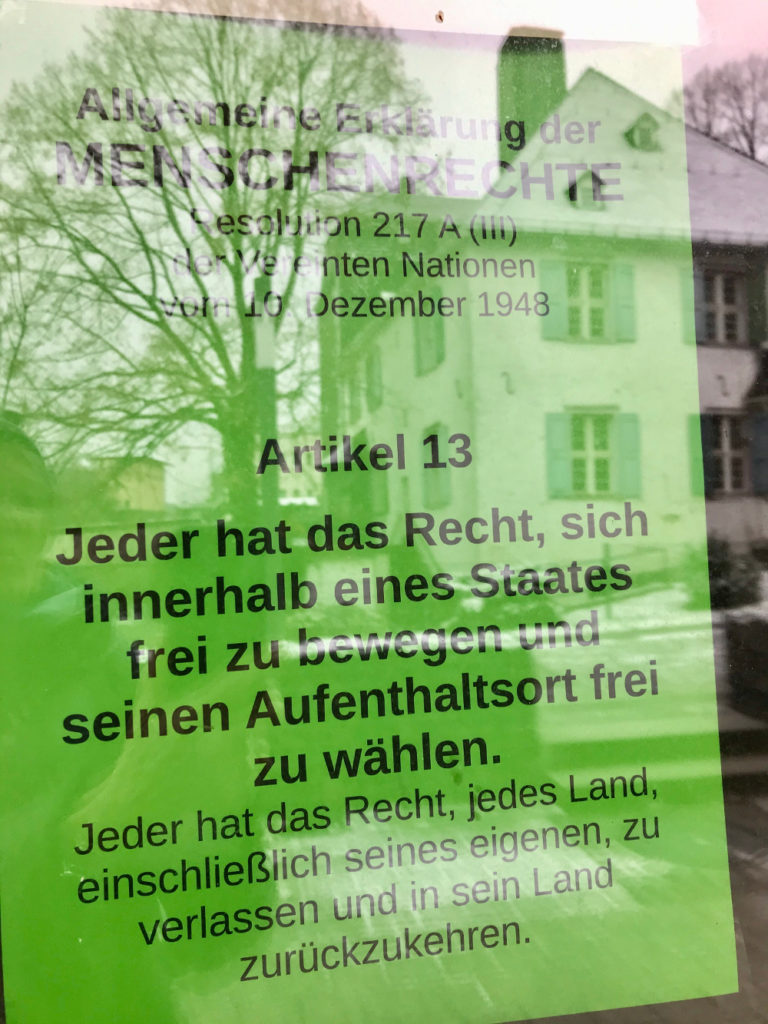 Allgemeine Erklärung der
MENSCHENRECHTE
Resolution 217 A (III)
der Vereinten Nationen
vom 10. Dezember 1948
Artikel 13
Jeder hat das Recht, sich
innerhalb eines Staates
frei zu bewegen und
seinen Aufenthaltsort frei
zu wählen.
Jeder hat das Recht, jedes Land,
einschließlich seines eigenen, zu
verlassen und in sein Land
zurückzukehren.